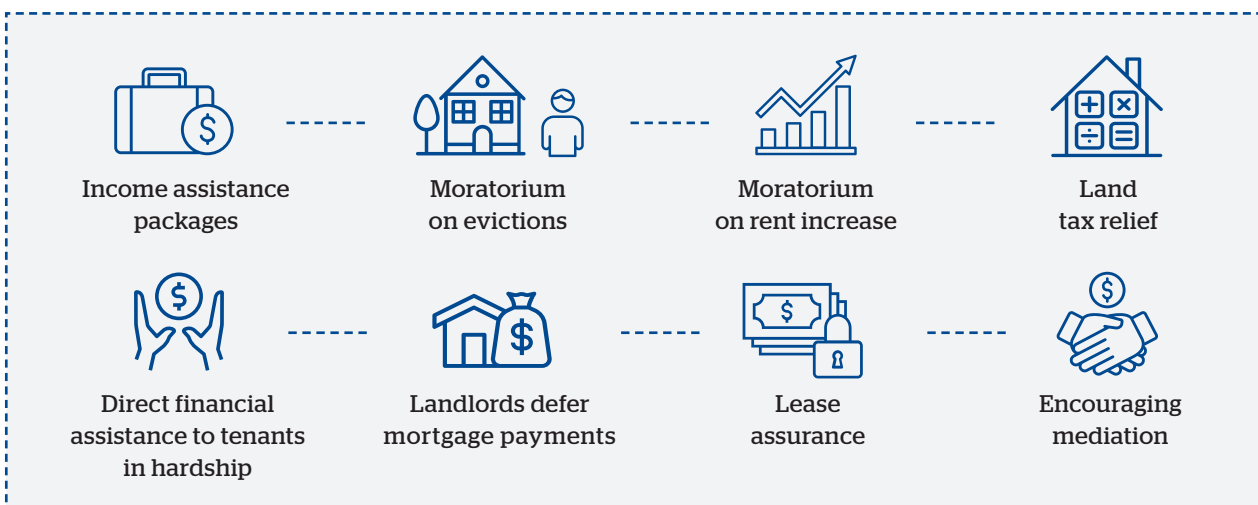 Income assistance
packages
Moratorium
on evictions
Moratorium
on rent increase
Land
tax relief
Direct financial
assistance to tenants
in hardship
Landlords defer
mortgage payments
Lease
assurance
Encouraging
mediation